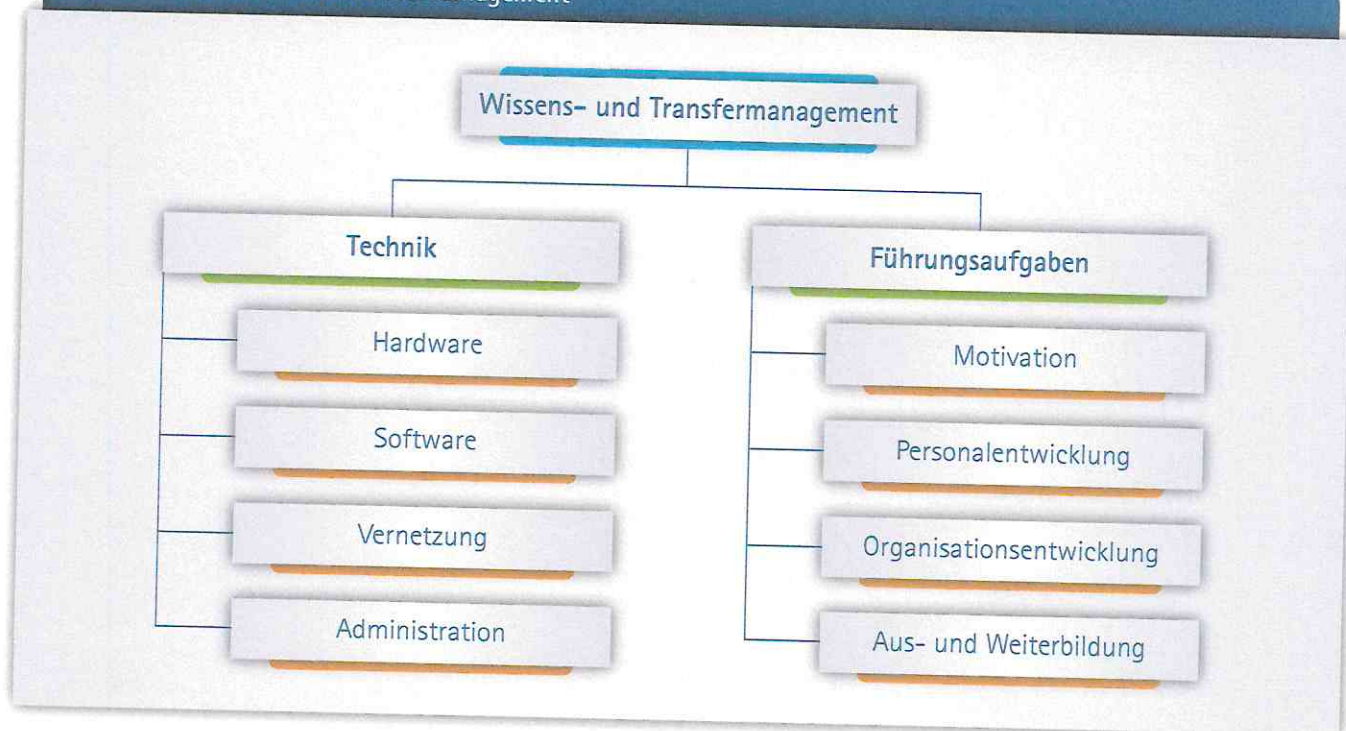 Wissens- und Transfermanagement
Technik
Hardware
Software
Vernetzung
Administration
Führungsaufgaben
Motivation
Personalentwicklung
Organisationsentwicklung
Aus- und Weiterbildung